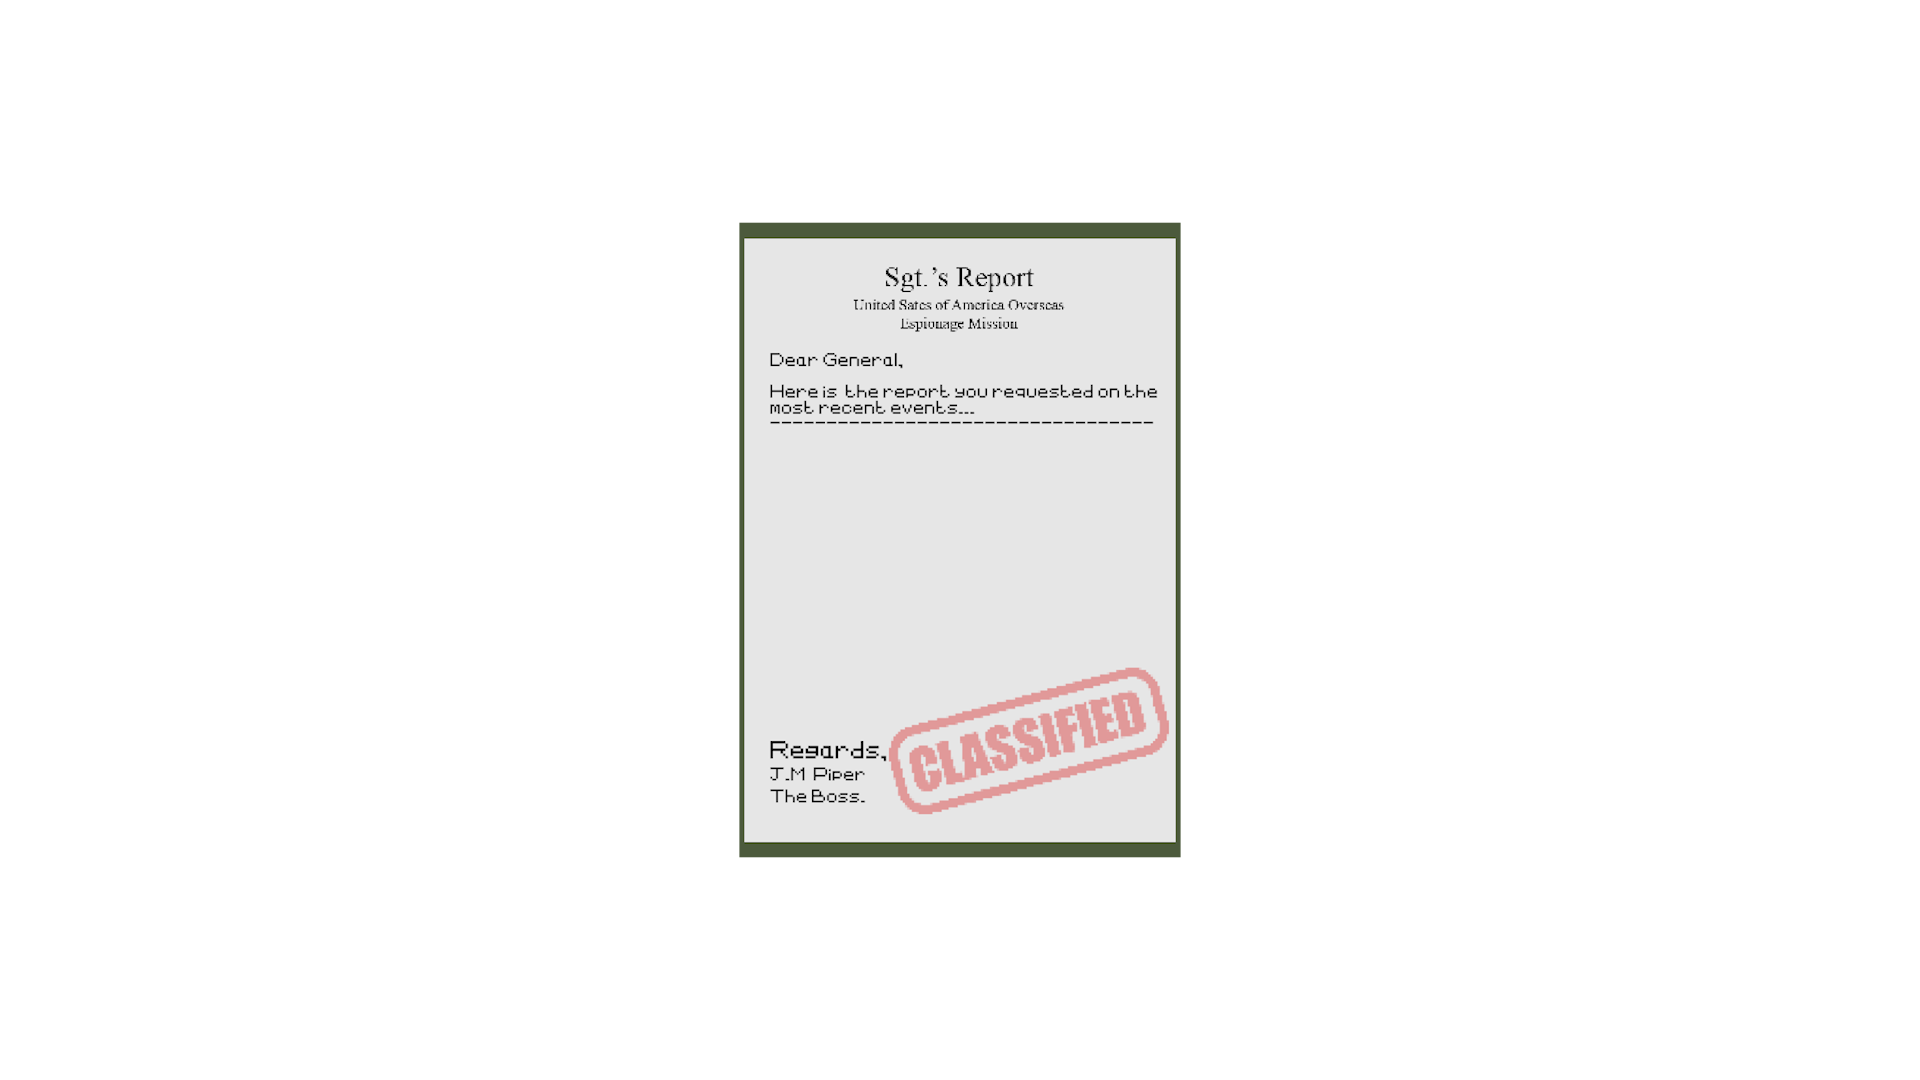 Sgt.’s Report
United Sates of America Overseas
Espionage Mission
Dear General,
Here is the report you requested on the
most recent events...
----------------------------------
CLASSIFIED
Regards,
J.M Piper
The Boss.